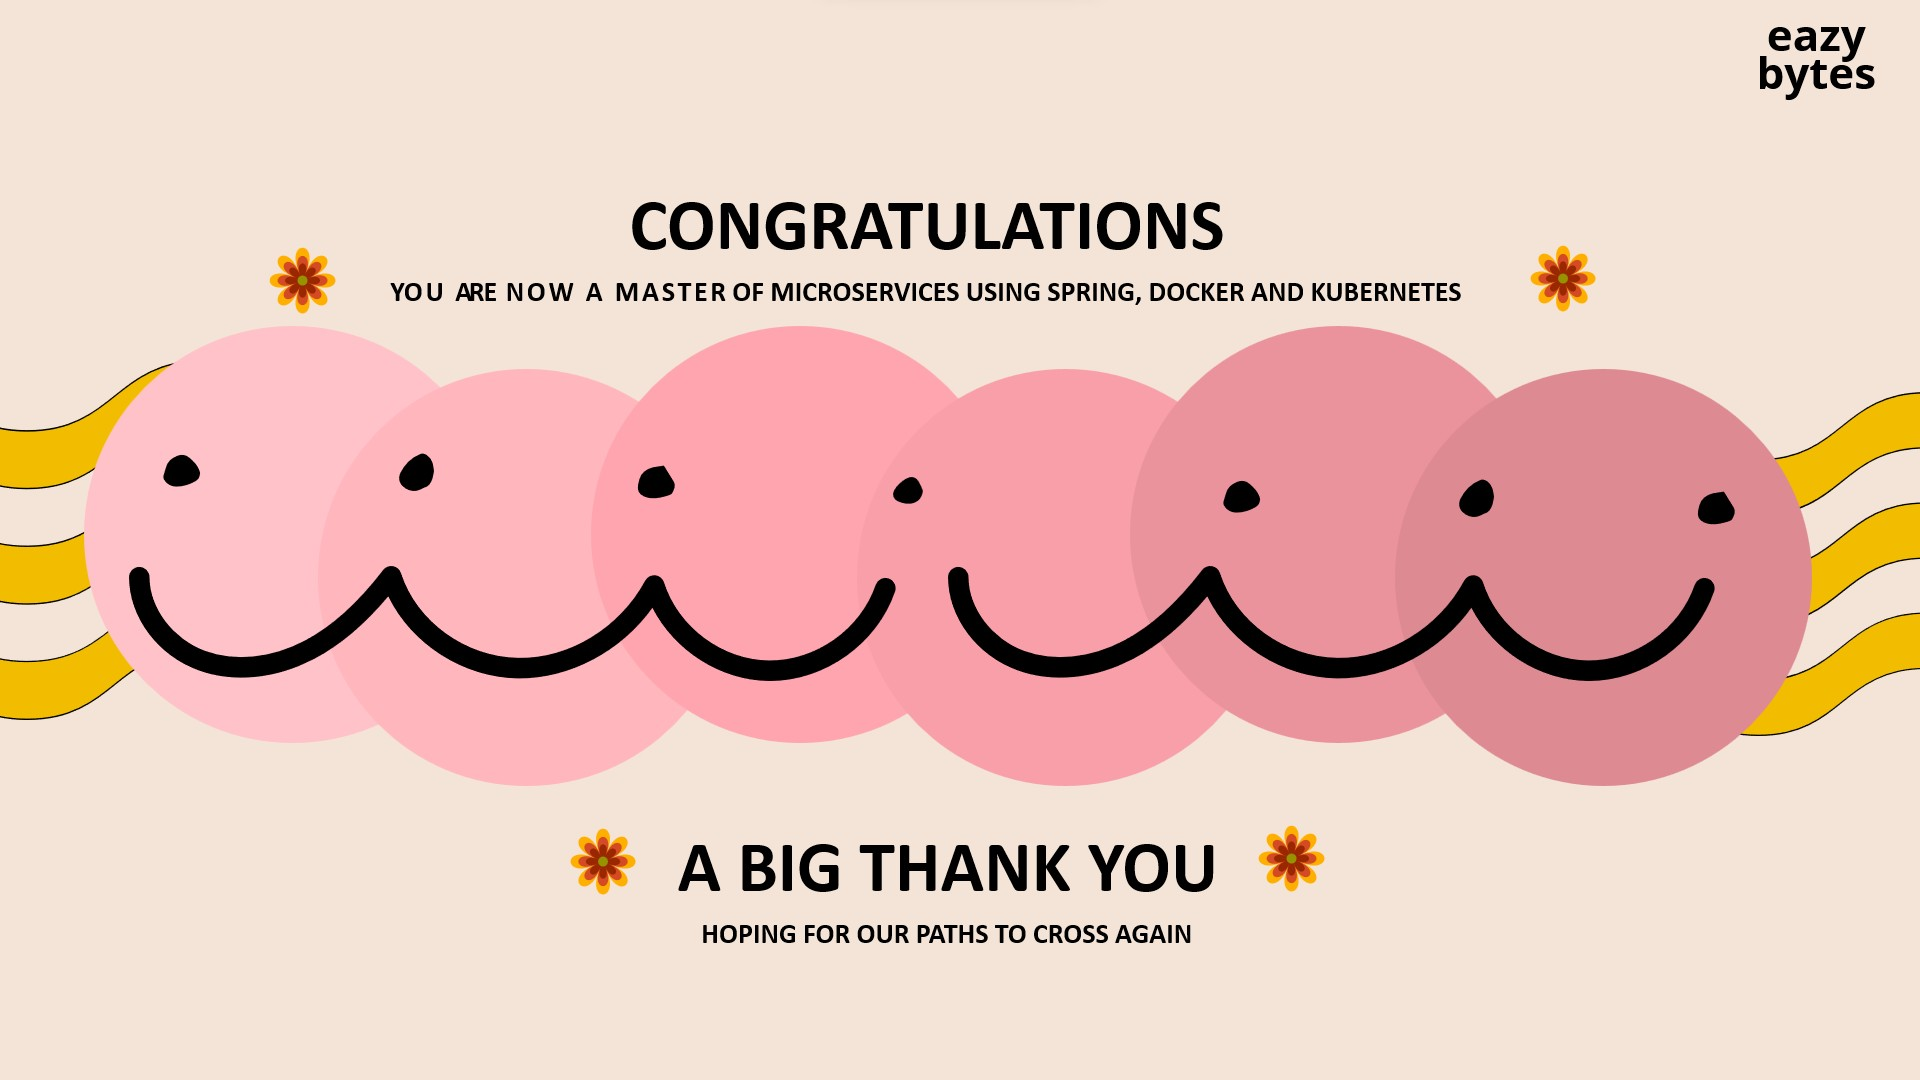 eazy
bytes
CONGRATULATIONS
YOU ARE NOW A MASTER OF MICROSERVICES USING SPRING, DOCKER AND KUBERNETES
A BIG THANK YOU
HOPING FOR OUR PATHS TO CROSS AGAIN